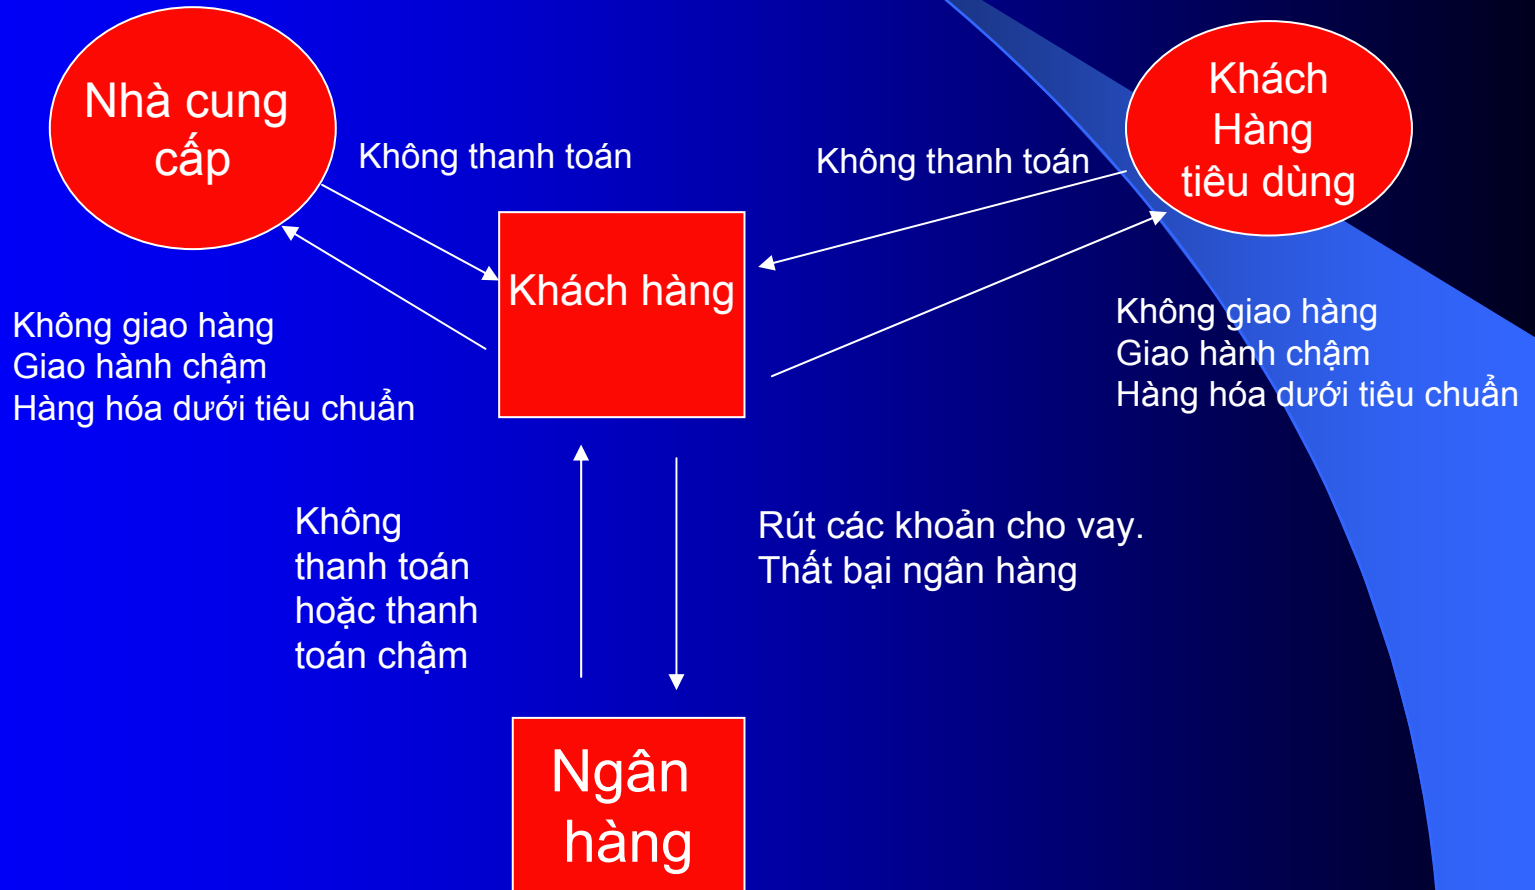 Nhà cung
cấp
Khách
Hàng
tiêu dùng
Không thanh toán
Không thanh toán
Khách hàng
Không giao hàng
Giao hành chậm
Hàng hóa dưới tiêu chuẩn
Không giao hàng
Giao hành chậm
Hàng hóa dưới tiêu chuẩn
Không
thanh toán
hoặc thanh
toán chậm
Rút các khoản cho vay.
Thất bại ngân hàng
Ngân
hàng